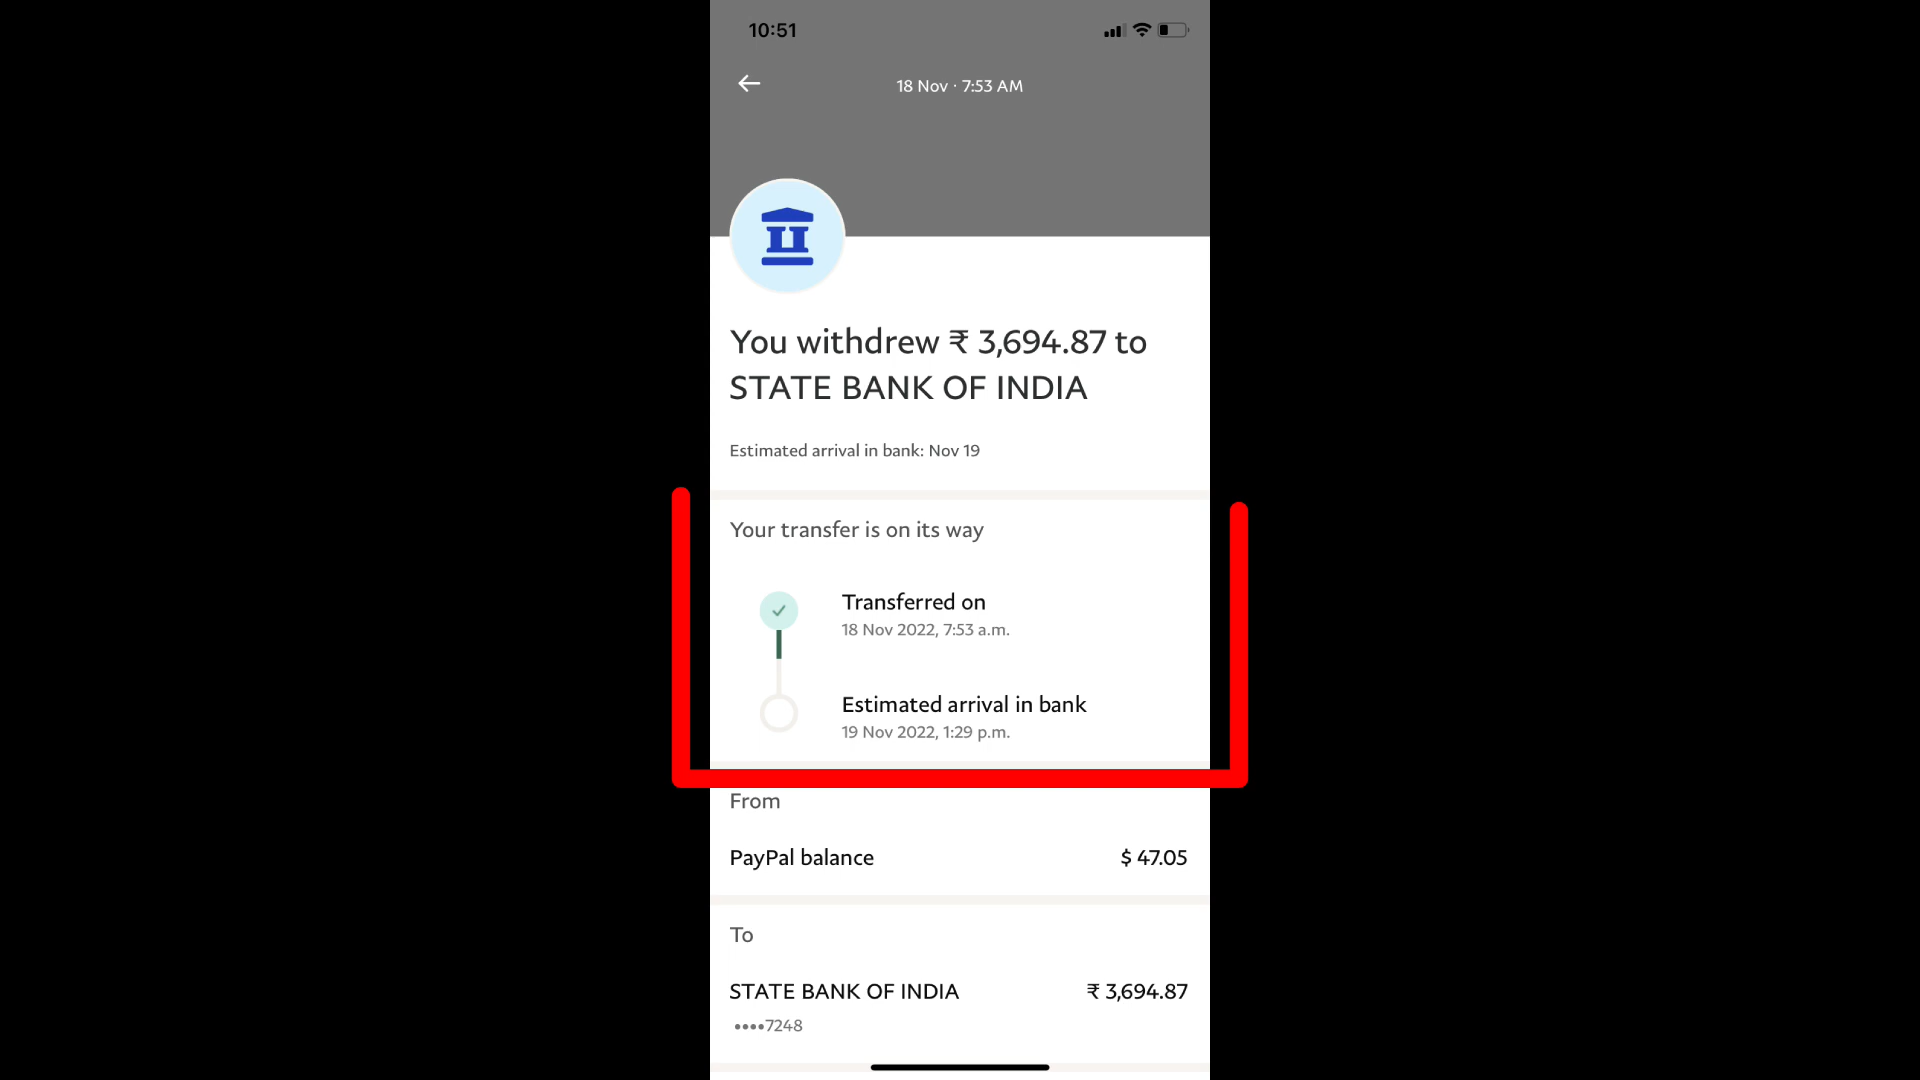 10:51
18 Nov · 7:53 AM
You withdrew ₹ 3,694.87 to
STATE BANK OF INDIA
Estimated arrival in bank: Nov 19
Your transfer is on its way
Transferred on
18 Nov 2022, 7:53 a.m.
Estimated arrival in bank
19 Nov 2022, 1:29 p.m.
From
PayPal balance $ 47.05
To
STATE BANK OF INDIA ₹ 3,694.87
••••7248